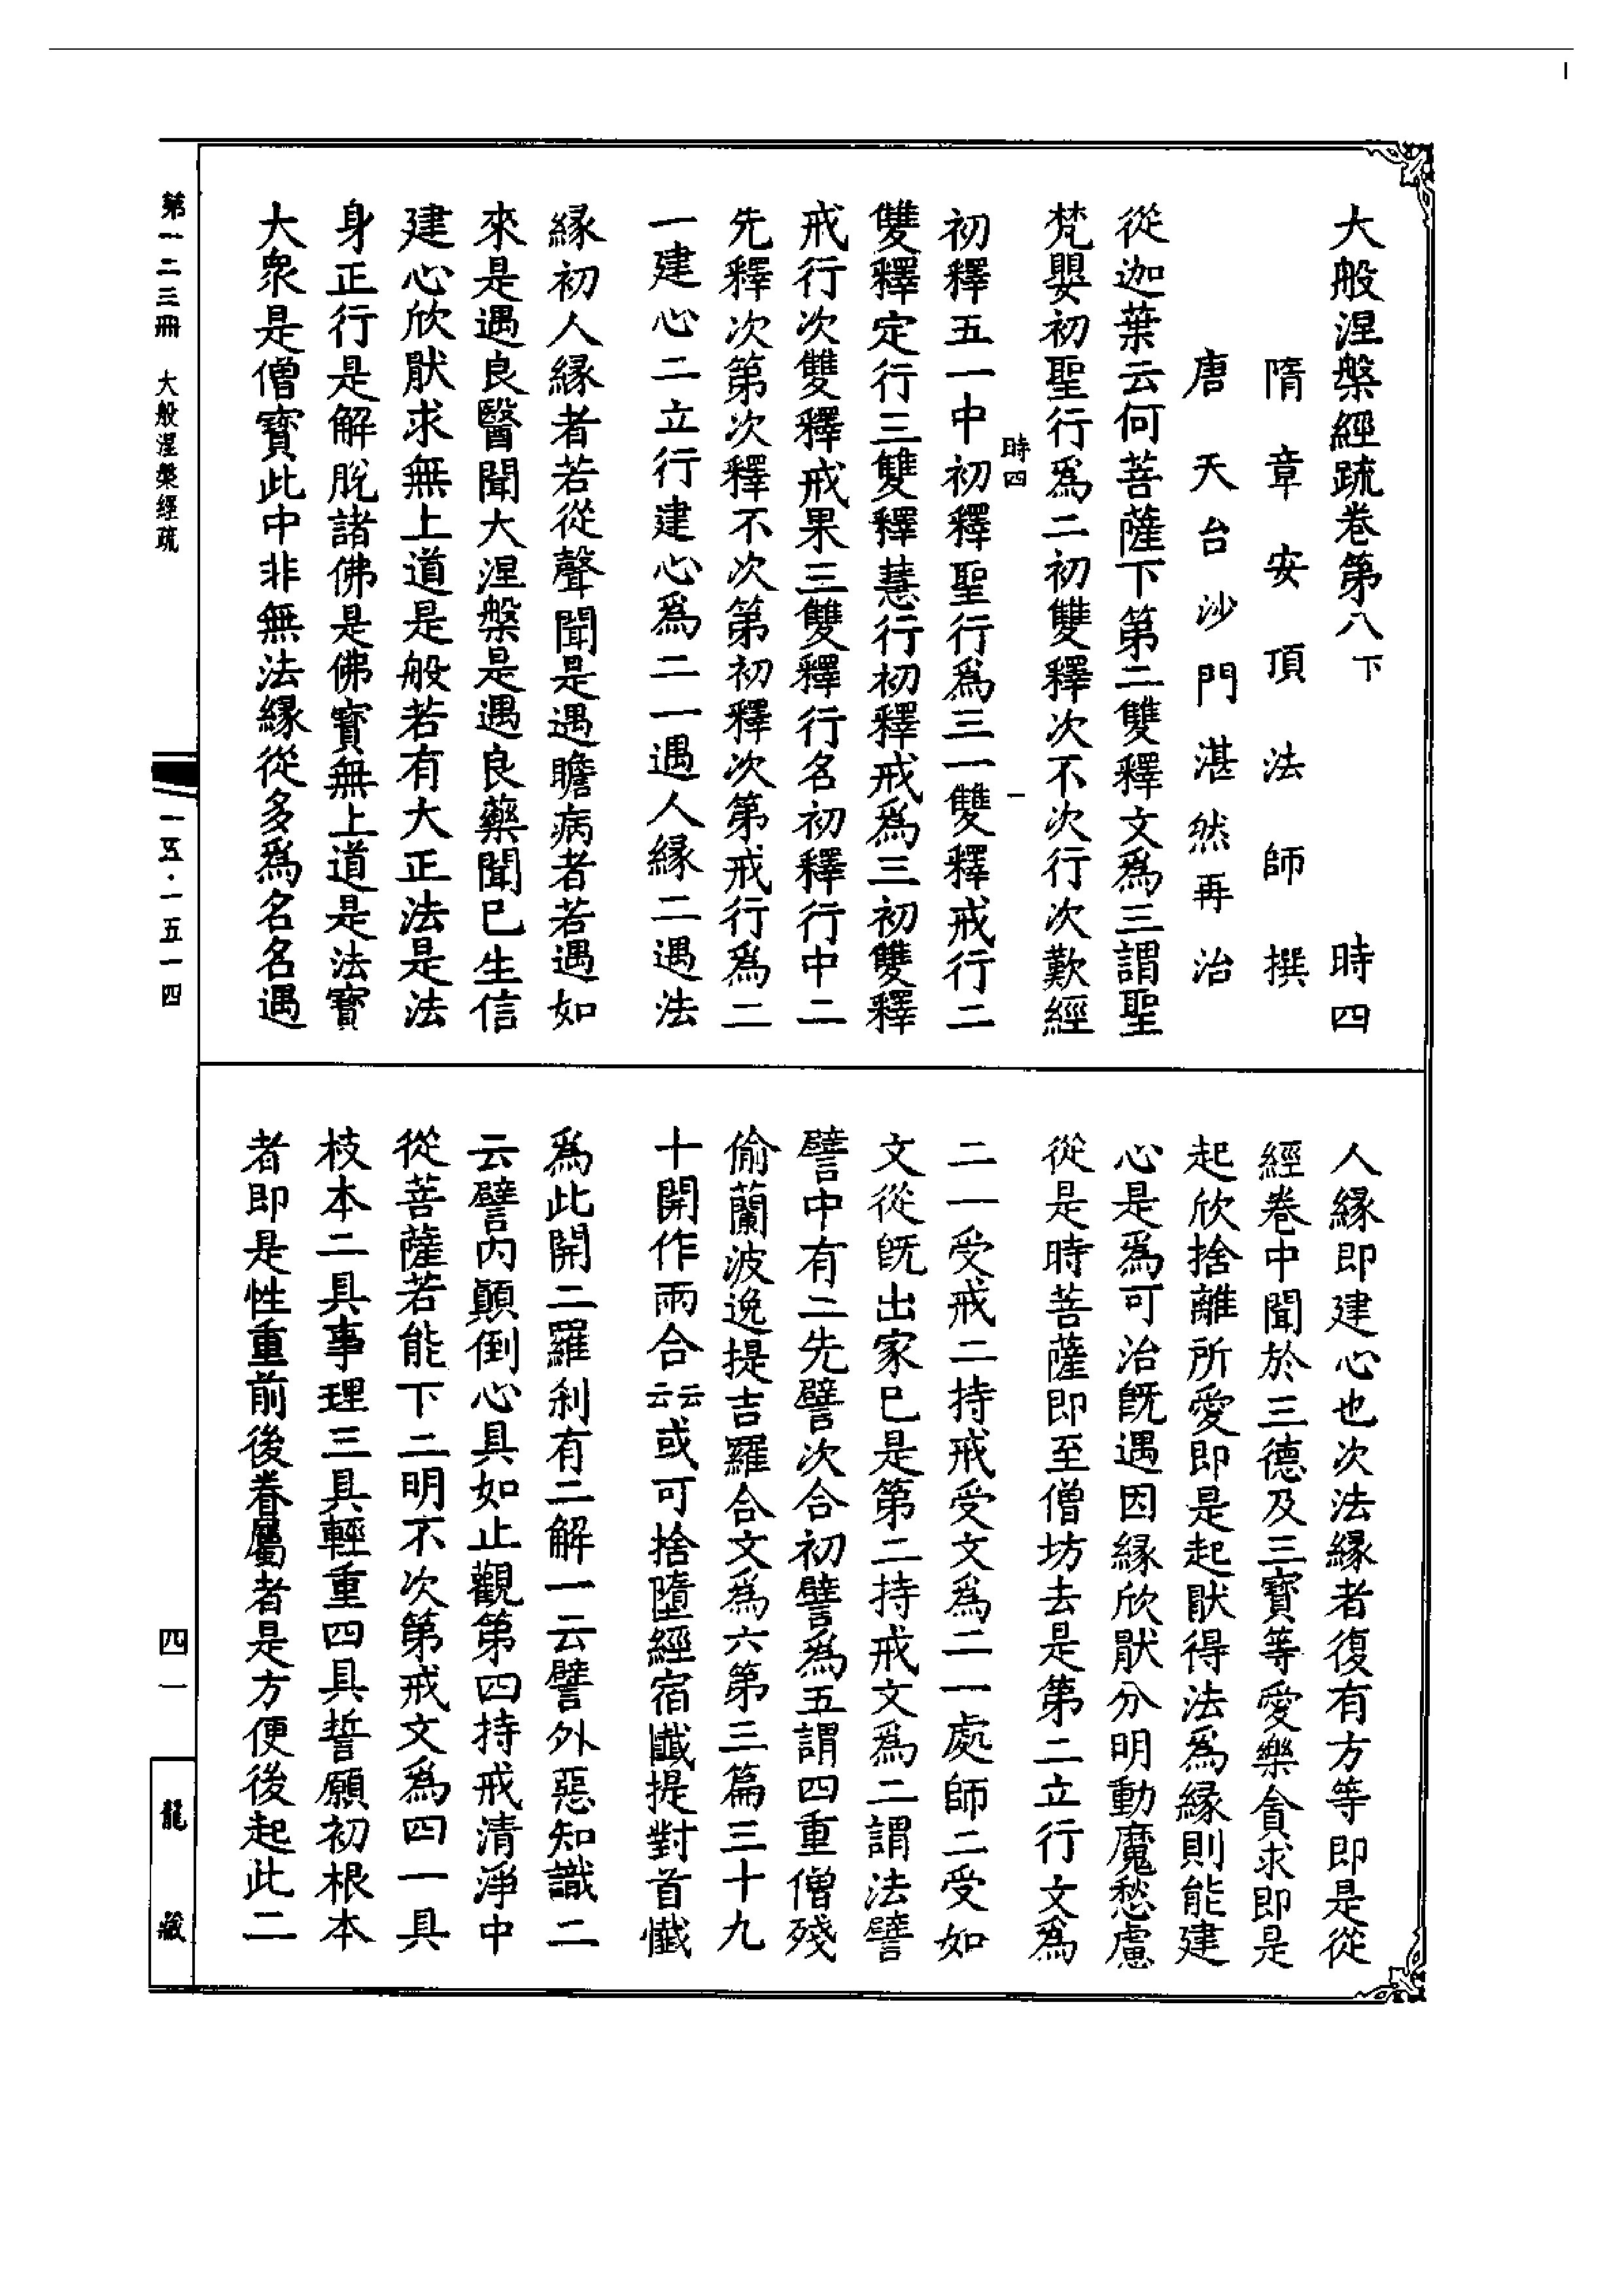 大般涅槃經疏卷第八下　時四
隋章安頂法師撰
唐天台沙門湛然再治
從迦葉云何菩薩下第二雙釋文爲三謂聖
梵嬰初聖行爲二初雙釋次不次行次歎經
時四　一
初釋五一中初釋聖行爲三一雙釋戒行二
雙釋定行三雙釋慧行初釋戒爲三初雙釋
戒行次雙釋戒果三雙釋行名初釋行中二
先釋次第次釋不次第初釋次第戒行爲二
一建心二立行建心爲二一遇人緣二遇法
緣初人緣者若從聲聞是遇瞻病者若遇如
來是遇良醫聞大涅槃是遇良藥聞已生信
建心欣猒求無上道是般若有大正法是法
身正行是解脫諸佛是佛寳無上道是法寳
大衆是僧寳此中非無法緣從多爲名名遇
人緣即建心也次法緣者復有方等即是從
經卷中聞於三德及三寳等愛樂貪求即是
起欣捨離所愛即是起猒得法爲緣則能建
心是爲可治旣遇因緣欣猒分明動魔愁慮
從是時菩薩即至僧坊去是第二立行文爲
二一受戒二持戒受文爲二一處師二受如
文從旣出家已是第二持戒文爲二謂法譬
譬中有二先譬次合初譬爲五謂四重僧殘
偷蘭波逸提吉羅合文爲六第三篇三十九
十開作兩合云云或可捨墮經宿懺提對首懺
爲此開二羅刹有二解一云譬外惡知識二
云譬內顚倒心具如止觀第四持戒清淨中
從菩薩若能下二明不次第戒文爲四一具
枝本二具事理三具輕重四具誓願初根本
者即是性重前後眷屬者是方便後起此二
第一二三冊　大般涅槃經疏
一五·一五一四
四一
龍藏